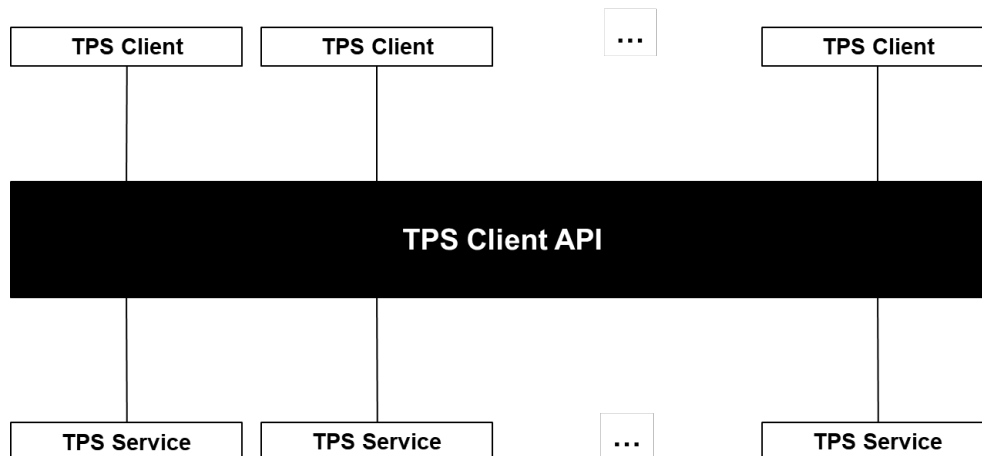 TPS Client TPS Client ... TPS Client
TPS Client API
TPS Service TPS Service ... TPS Service